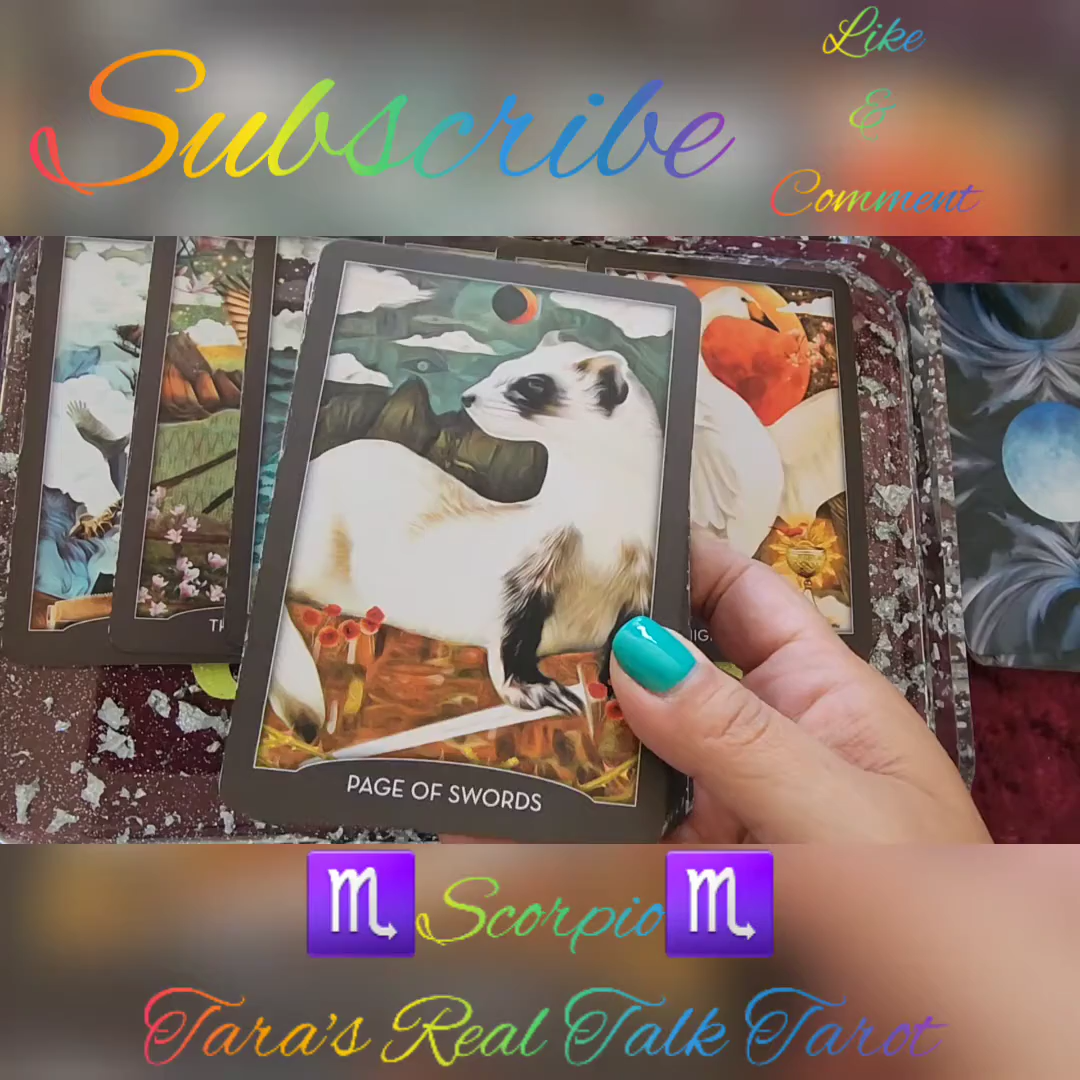 Subscribe
Like
&
Comment
PAGE OF SWORDS
♏Scorpio♏
Tara's Real Talk Tarot